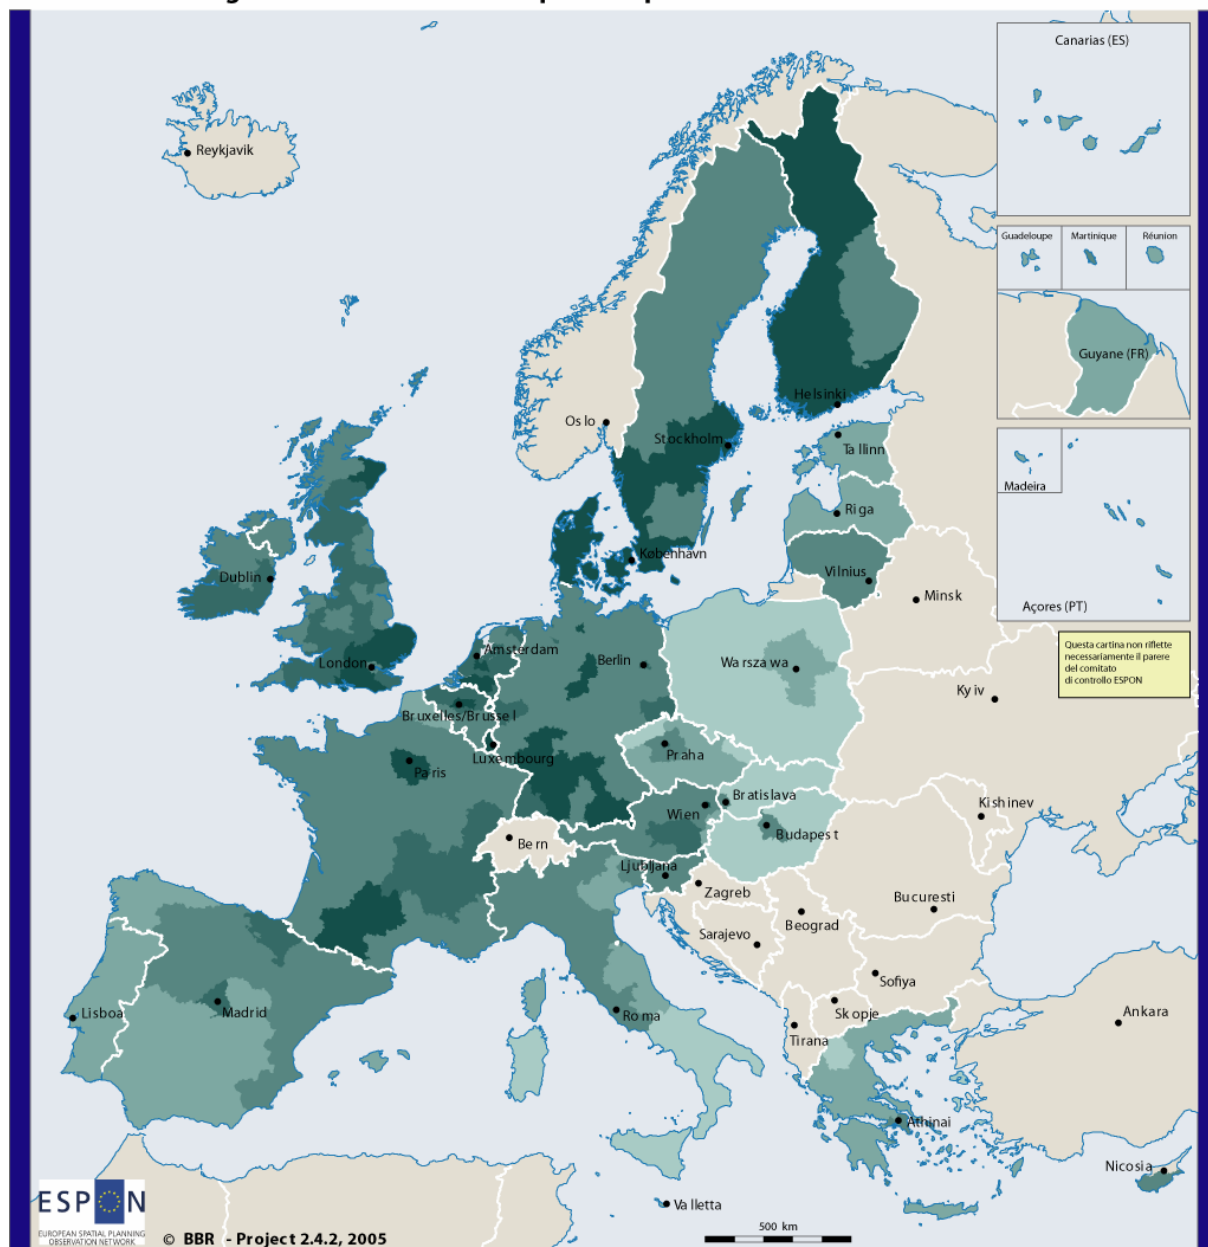 Canarias (ES)
Reykjavik
Guadeloupe
Martinique
Réunion
Guyane (FR)
Helsinki
Oslo
Stockholm
Tallinn
Madeira
Riga
København
Vilnius
Dublin
Minsk
Açores (PT)
Questa cartina non riflette
necessariamente il parere
del comitato
di controllo ESPON
Amsterdam
London
Berlin
Warszawa
Kyiv
Bruxelles/Brussel
Luxembourg
Praha
Paris
Bratislava
Kishinev
Wien
Budapest
Bern
Ljubljana
Zagreb
Bucuresti
Beograd
Sarajevo
Sofiya
Lisboa
Madrid
Roma
Skopje
Ankara
Tirana
Athinai
Nicosia
Valletta
ESPON
EUROPEAN SPATIAL PLANNING
OBSERVATION NETWORK
© BBR - Project 2.4.2, 2005
500 km